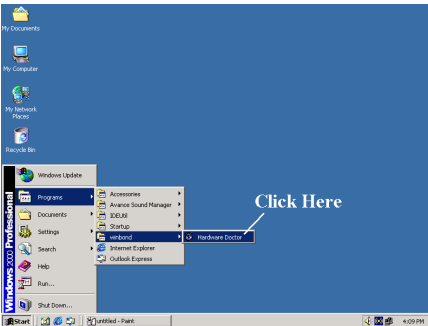 My Documents
My Computer
My Network
Places
Recycle Bin
Windows Update
Programs
Documents
Settings
Search
Help
Run...
Shut Down...
Windows 2000 Professional
Accessories
Avance Sound Manager
IDEUtil
Startup
winbond
Internet Explorer
Outlook Express
Hardware Doctor
Click Here
Start
untitled - Paint
4:09 PM